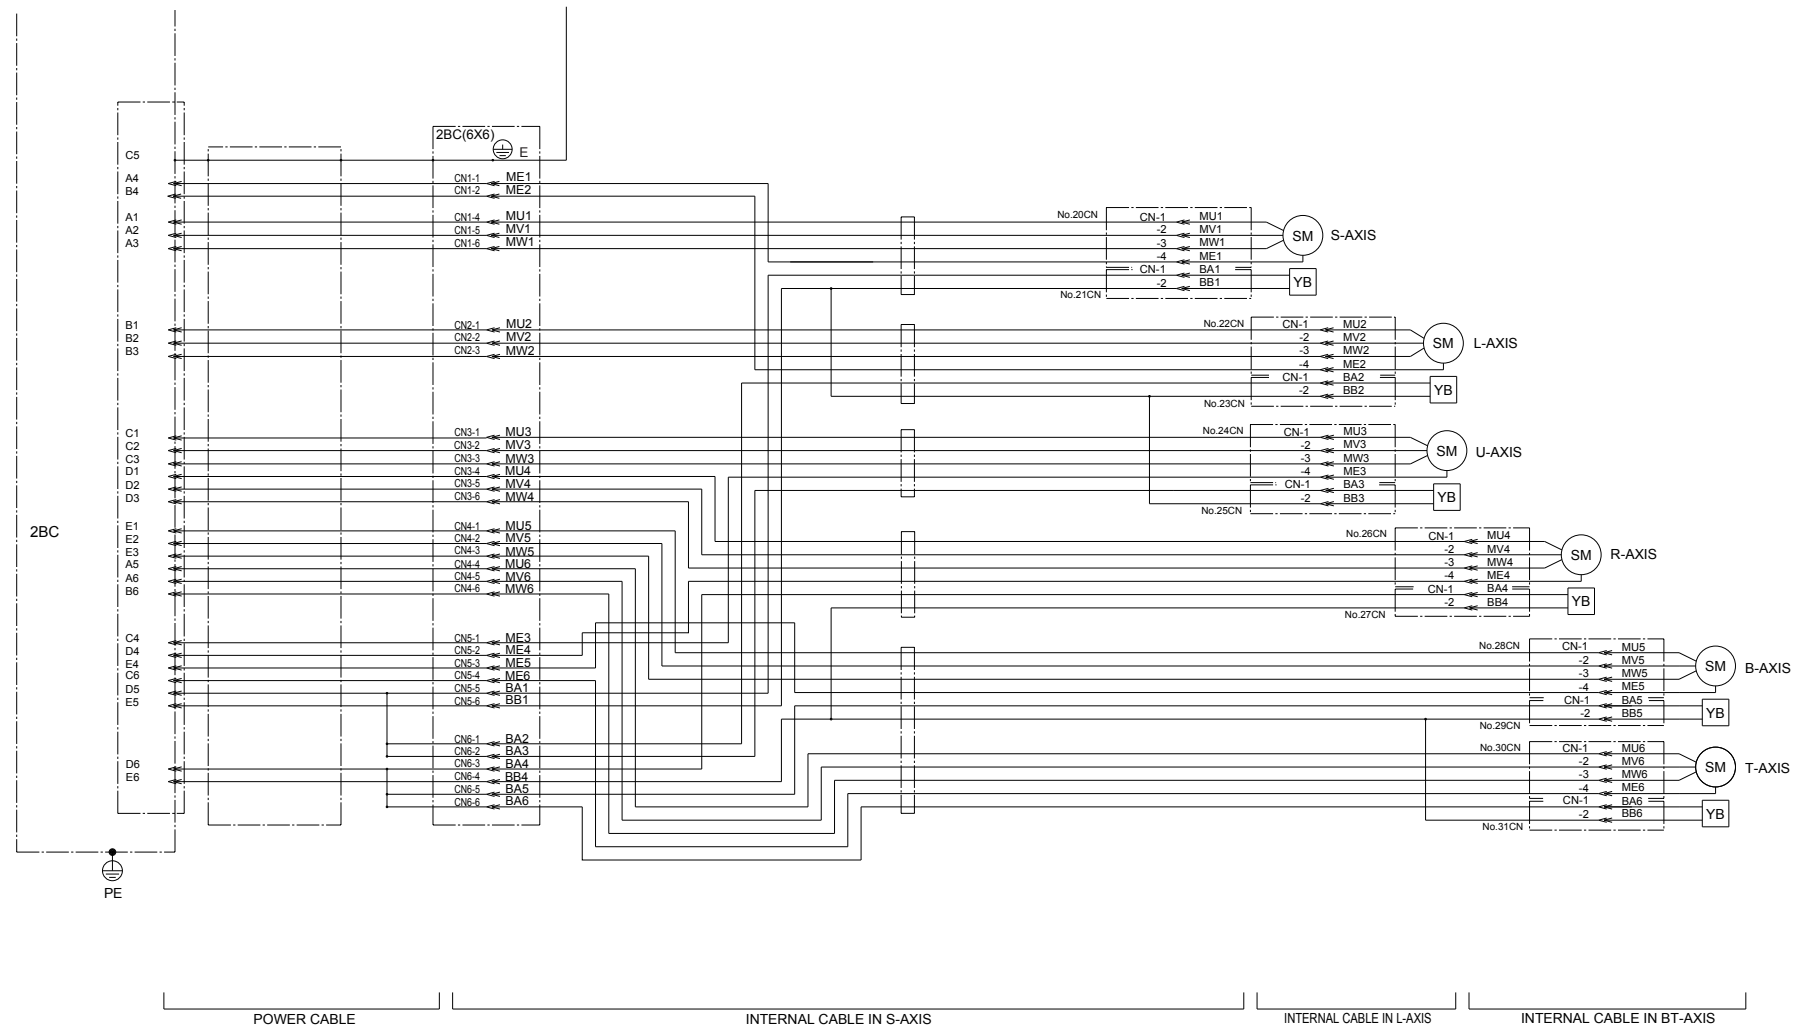 2BC(6X6)
E
C5
A4 CN1-1 ME1
B4 CN1-2 ME2
A1 CN1-4 MU1 No.20CN CN-1 MU1
A2 CN1-5 MV1 -2 MV1
A3 CN1-6 MW1 -3 MW1
SM S-AXIS
-4 ME1
CN-1 BA1
-2 BB1
YB
No.21CN
B1 CN2-1 MU2 No.22CN CN-1 MU2
B2 CN2-2 MV2 -2 MV2
B3 CN2-3 MW2 -3 MW2
SM L-AXIS
-4 ME2
CN-1 BA2
-2 BB2
YB
No.23CN
C1 CN3-1 MU3 No.24CN CN-1 MU3
C2 CN3-2 MV3 -2 MV3
C3 CN3-3 MW3 -3 MW3
SM U-AXIS
D1 CN3-4 MU4 -4 ME3
D2 CN3-5 MV4 CN-1 BA3
D3 CN3-6 MW4 -2 BB3
YB
No.25CN
2BC
E1 CN4-1 MU5 No.26CN CN-1 MU4
E2 CN4-2 MV5 -2 MV4
E3 CN4-3 MW5 -3 MW4
SM R-AXIS
A5 CN4-4 MU6 -4 ME4
A6 CN4-5 MV6 CN-1 BA4
B6 CN4-6 MW6 -2 BB4
YB
No.27CN
C4 CN5-1 ME3 No.28CN CN-1 MU5
D4 CN5-2 ME4 -2 MV5
E4 CN5-3 ME5 -3 MW5
SM B-AXIS
C6 CN5-4 ME6 -4 ME5
D5 CN5-5 BA1 CN-1 BA5
E5 CN5-6 BB1 -2 BB5
YB
No.29CN
CN6-1 BA2 No.30CN CN-1 MU6
CN6-2 BA3 -2 MV6
D6 CN6-3 BA4 -3 MW6
SM T-AXIS
E6 CN6-4 BB4 -4 ME6
CN6-5 BA5 CN-1 BA6
CN6-6 BA6 -2 BB6
YB
No.31CN
PE
POWER CABLE
INTERNAL CABLE IN S-AXIS
INTERNAL CABLE IN L-AXIS
INTERNAL CABLE IN BT-AXIS